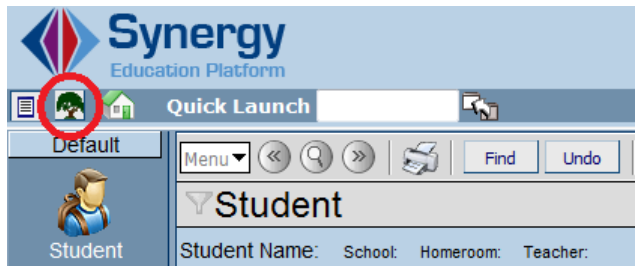 Synergy
Education Platform
Quick Launch
Default
Menu Find Undo
Student
Student
Student Name: School: Homeroom: Teacher: